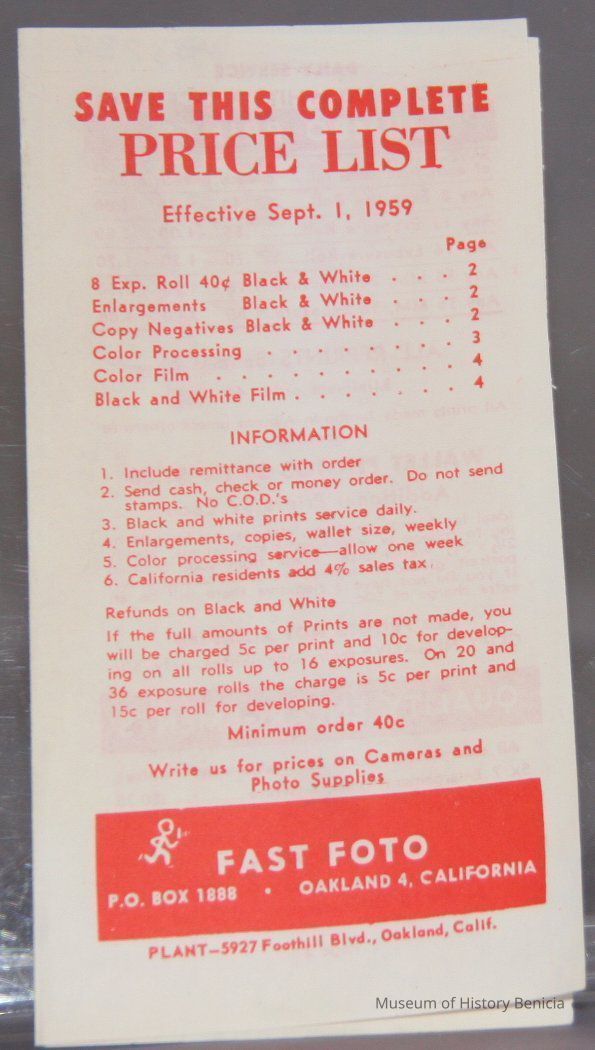 SAVE THIS COMPLETE
PRICE LIST
Effective Sept. 1, 1959
Page
8 Exp. Roll 40¢ Black & White . . . 2
Enlargements Black & White . . . 2
Copy Negatives Black & White . . . 2
Color Processing . . . . . . . . . 3
Color Film . . . . . . . . . . . 4
Black and White Film . . . . . . . 4
INFORMATION
1. Include remittance with order
2. Send cash, check or money order. Do not send
stamps. No C.O.D.'s
3. Black and white prints service daily.
4. Enlargements, copies, wallet size, weekly
5. Color processing service—allow one week
6. California residents add 4% sales tax.
Refunds on Black and White
If the full amounts of Prints are not made, you
will be charged 5c per print and 10c for develop-
ing on all rolls up to 16 exposures. On 20 and
36 exposure rolls the charge is 5c per print and
15c per roll for developing.
Minimum order 40c
Write us for prices on Cameras and
Photo Supplies
FAST FOTO
P.O. BOX 1888 • OAKLAND 4, CALIFORNIA
PLANT—5927 Foothill Blvd., Oakland, Calif.
Museum of History Benicia